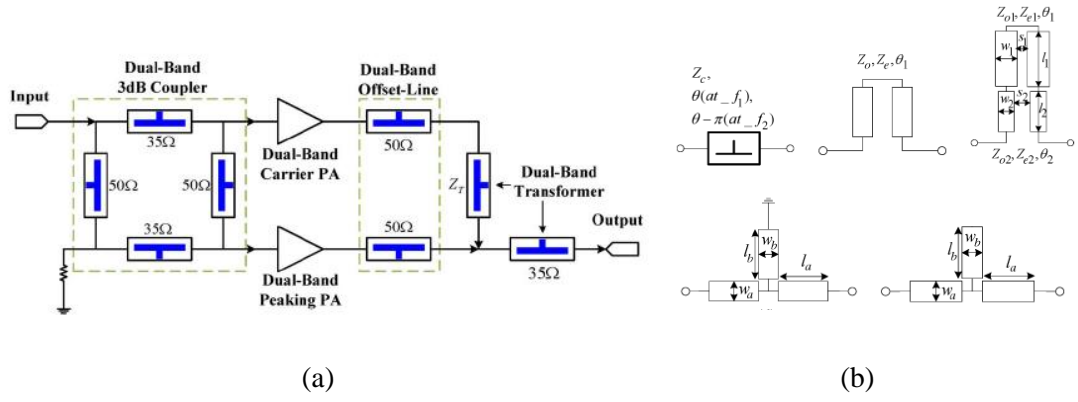 Dual-Band
3dB Coupler
Dual-Band
Offset-Line
Input
35Ω
50Ω
Dual-Band
Carrier PA
50Ω
50Ω
Z_T
Dual-Band
Transformer
Output
35Ω
50Ω
Dual-Band
Peaking PA
35Ω
(a)
Z_c,
θ(at_f_1),
θ-π(at_f_2)
Z_o, Z_e, θ_1
Z_o1, Z_e1, θ_1
w_1
s_1
l_1
w_2
s_2
l_2
Z_o2, Z_e2, θ_2
l_b
w_b
l_a
w_a
l_b
w_b
l_a
w_a
(b)